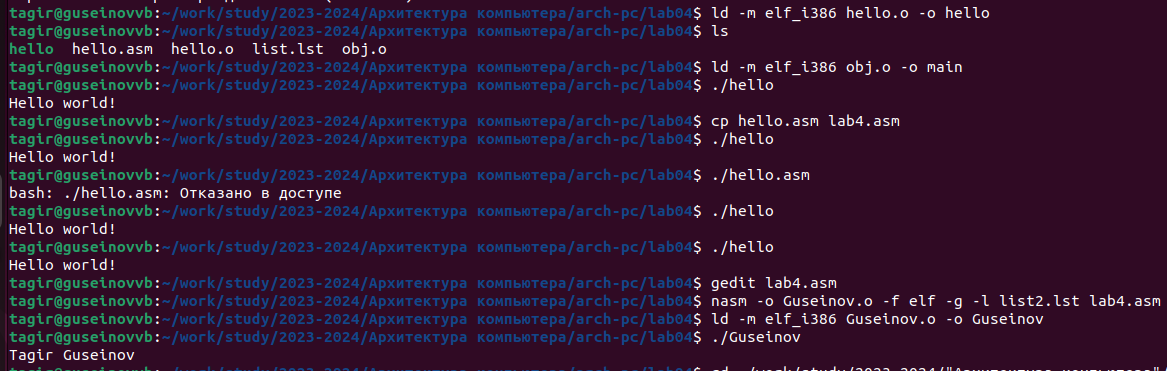 tagir@guseinovvb:~/work/study/2023-2024/Архитектура компьютера/arch-pc/lab04$ ld -m elf_i386 hello.o -o hello
tagir@guseinovvb:~/work/study/2023-2024/Архитектура компьютера/arch-pc/lab04$ ls
hello  hello.asm  hello.o  list.lst  obj.o
tagir@guseinovvb:~/work/study/2023-2024/Архитектура компьютера/arch-pc/lab04$ ld -m elf_i386 obj.o -o main
tagir@guseinovvb:~/work/study/2023-2024/Архитектура компьютера/arch-pc/lab04$ ./hello
Hello world!
tagir@guseinovvb:~/work/study/2023-2024/Архитектура компьютера/arch-pc/lab04$ cp hello.asm lab4.asm
tagir@guseinovvb:~/work/study/2023-2024/Архитектура компьютера/arch-pc/lab04$ ./hello
Hello world!
tagir@guseinovvb:~/work/study/2023-2024/Архитектура компьютера/arch-pc/lab04$ ./hello.asm
bash: ./hello.asm: Отказано в доступе
tagir@guseinovvb:~/work/study/2023-2024/Архитектура компьютера/arch-pc/lab04$ ./hello
Hello world!
tagir@guseinovvb:~/work/study/2023-2024/Архитектура компьютера/arch-pc/lab04$ ./hello
Hello world!
tagir@guseinovvb:~/work/study/2023-2024/Архитектура компьютера/arch-pc/lab04$ gedit lab4.asm
tagir@guseinovvb:~/work/study/2023-2024/Архитектура компьютера/arch-pc/lab04$ nasm -o Guseinov.o -f elf -g -l list2.lst lab4.asm
tagir@guseinovvb:~/work/study/2023-2024/Архитектура компьютера/arch-pc/lab04$ ld -m elf_i386 Guseinov.o -o Guseinov
tagir@guseinovvb:~/work/study/2023-2024/Архитектура компьютера/arch-pc/lab04$ ./Guseinov
Tagir Guseinov